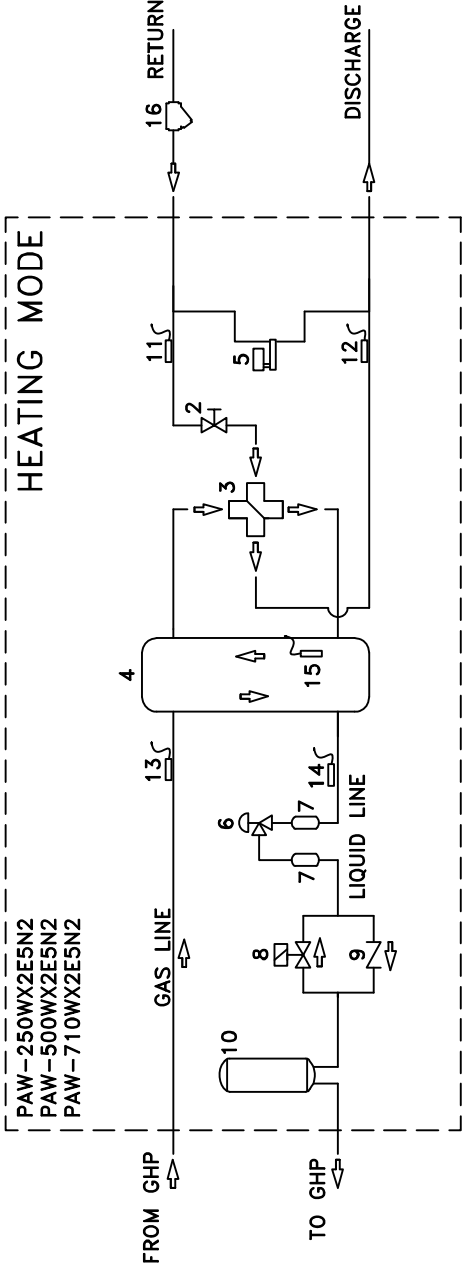 HEATING MODE
PAW-250WX2E5N2
PAW-500WX2E5N2
PAW-710WX2E5N2
FROM GHP
GAS LINE
13
4
11
16
RETURN
2
3
5
6
7
7
14
15
12
LIQUID LINE
8
9
10
TO GHP
DISCHARGE